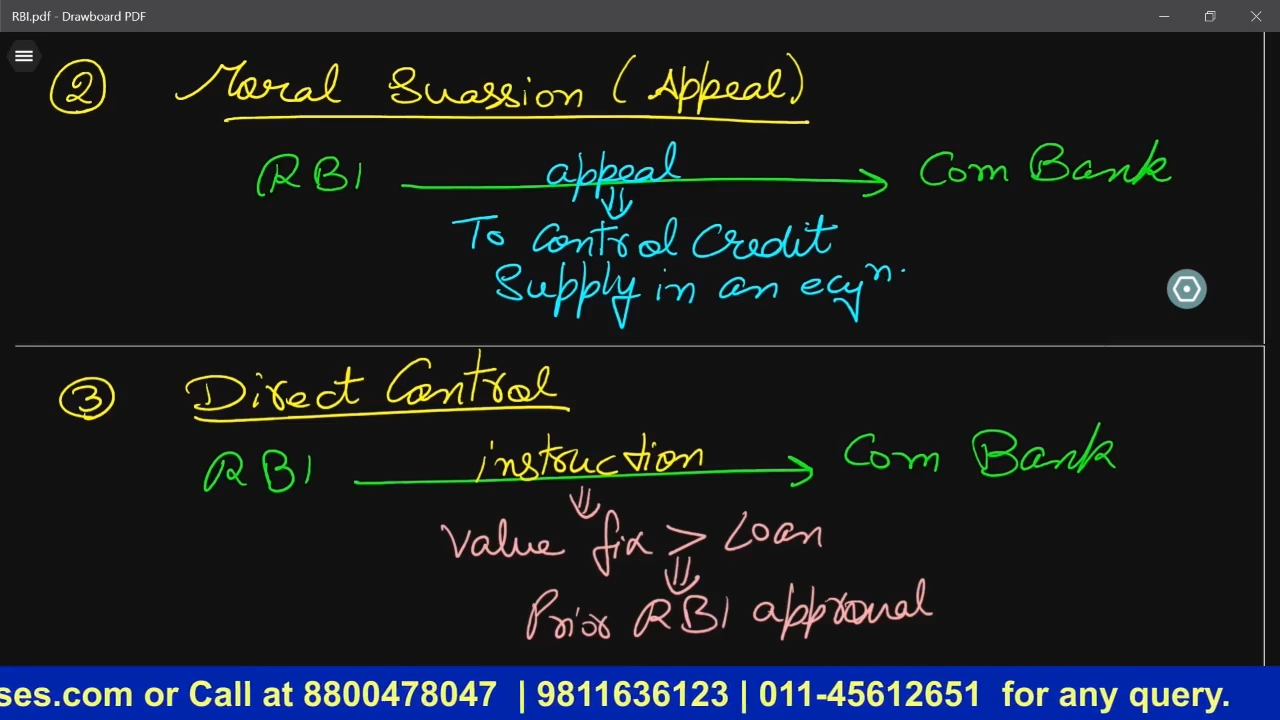 RBI.pdf - Drawboard PDF
② Moral Suassion (Appeal)
RBI appeal Com Bank
To Control Credit
Supply in an ecyⁿ.
③ Direct Control
RBI instruction Com Bank
Value fix > Loan
Prior RBI approval
ses.com or Call at 8800478047 | 9811636123 | 011-45612651 for any query.